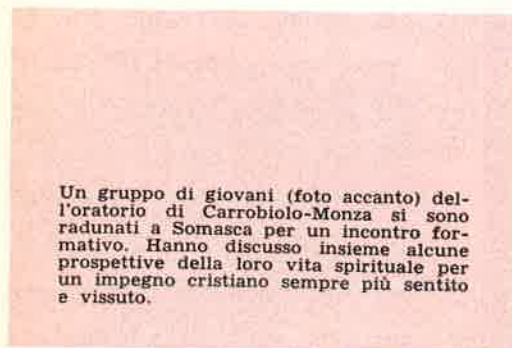 Un gruppo di giovani (foto accanto) del-
l'oratorio di Carrobiolo-Monza si sono
radunati a Somasca per un incontro for-
mativo. Hanno discusso insieme alcune
prospettive della loro vita spirituale per
un impegno cristiano sempre più sentito
e vissuto.